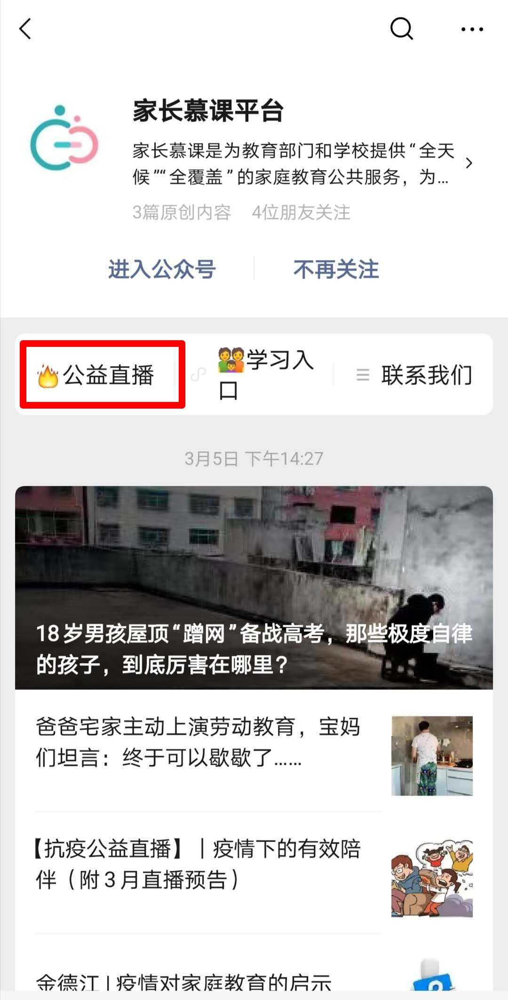 家长慕课平台
家长慕课是为教育部门和学校提供“全天
候”“全覆盖”的家庭教育公共服务，为...
3篇原创内容 4位朋友关注
进入公众号 不再关注
🔥公益直播
👪学习入
口
联系我们
3月5日 下午14:27
18岁男孩屋顶“蹭网”备战高考，那些极度自律
的孩子，到底厉害在哪里？
爸爸宅家主动上演劳动教育，宝妈
们坦言：终于可以歇歇了......
【抗疫公益直播】｜疫情下的有效陪
伴（附3月直播预告）
金德江 | 疫情对家庭教育的启示